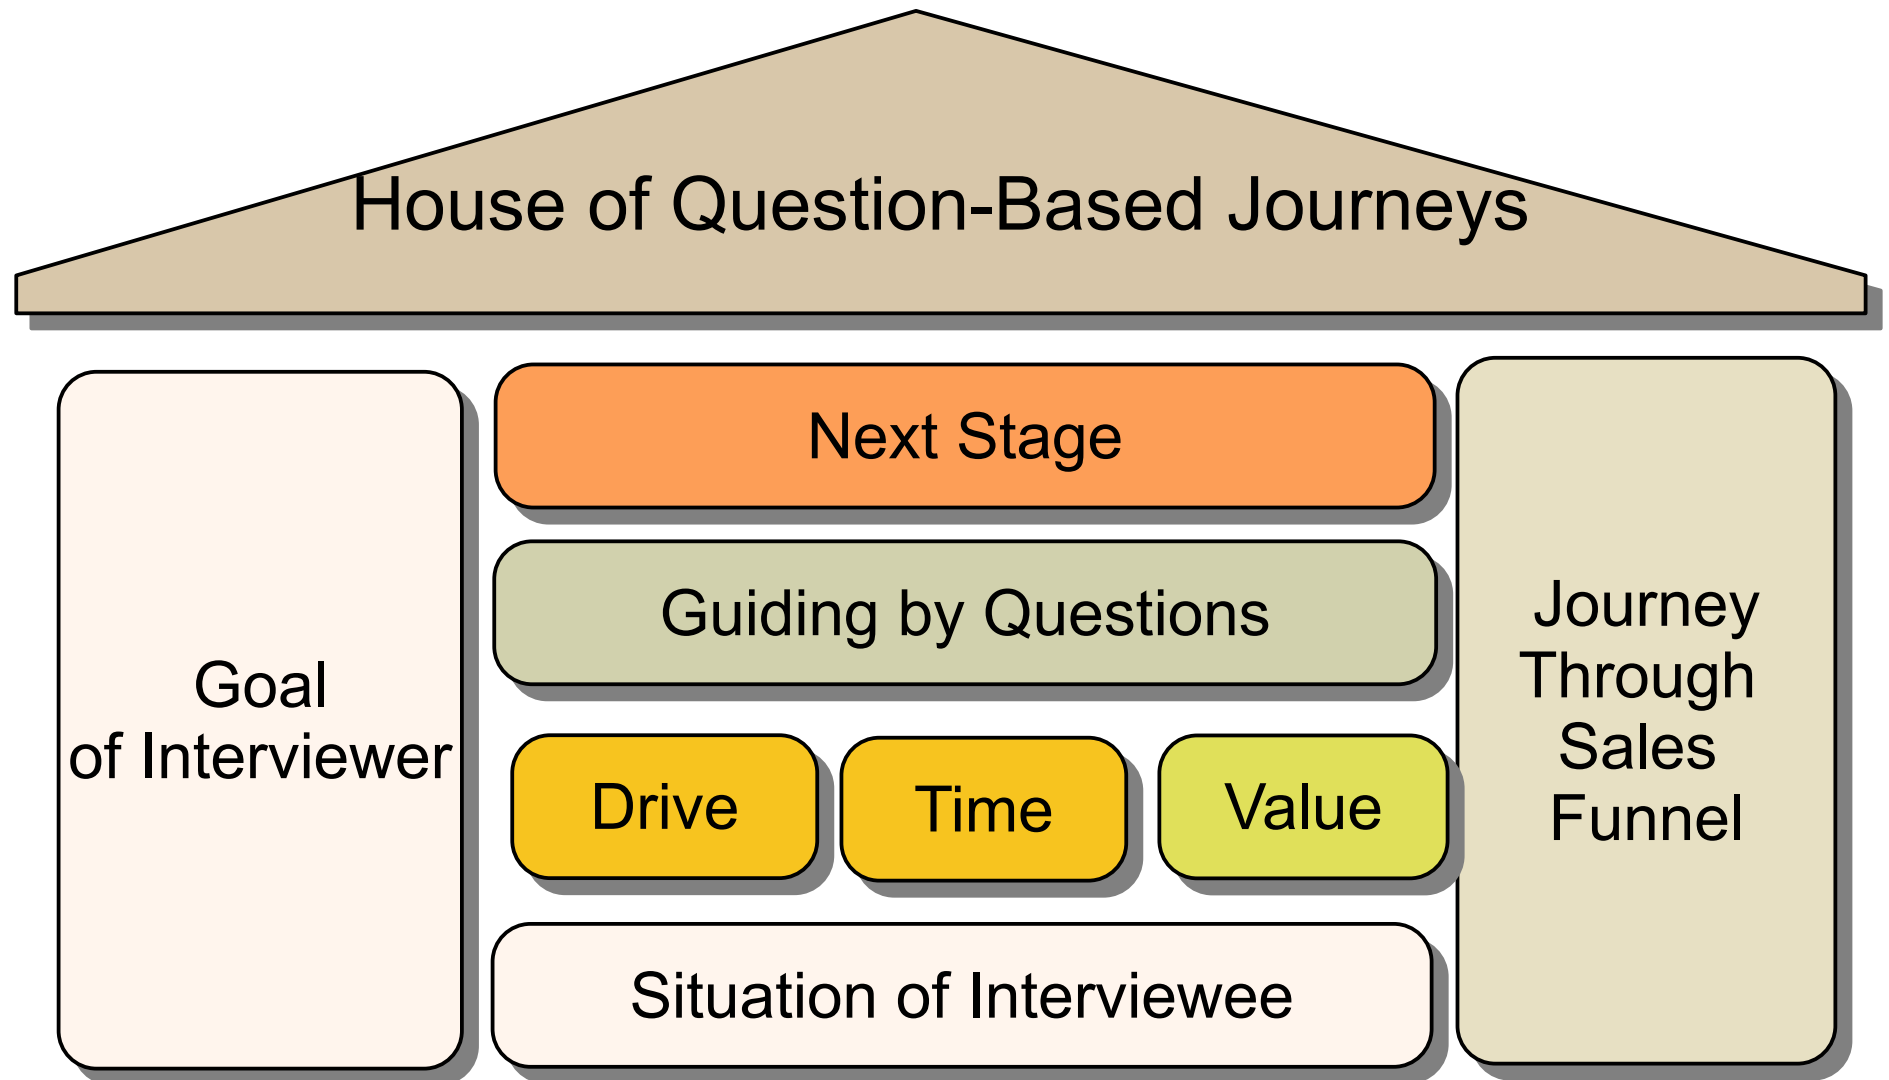 House of Question-Based Journeys
Goal
of Interviewer
Next Stage
Guiding by Questions
Drive
Time
Value
Situation of Interviewee
Journey
Through
Sales
Funnel